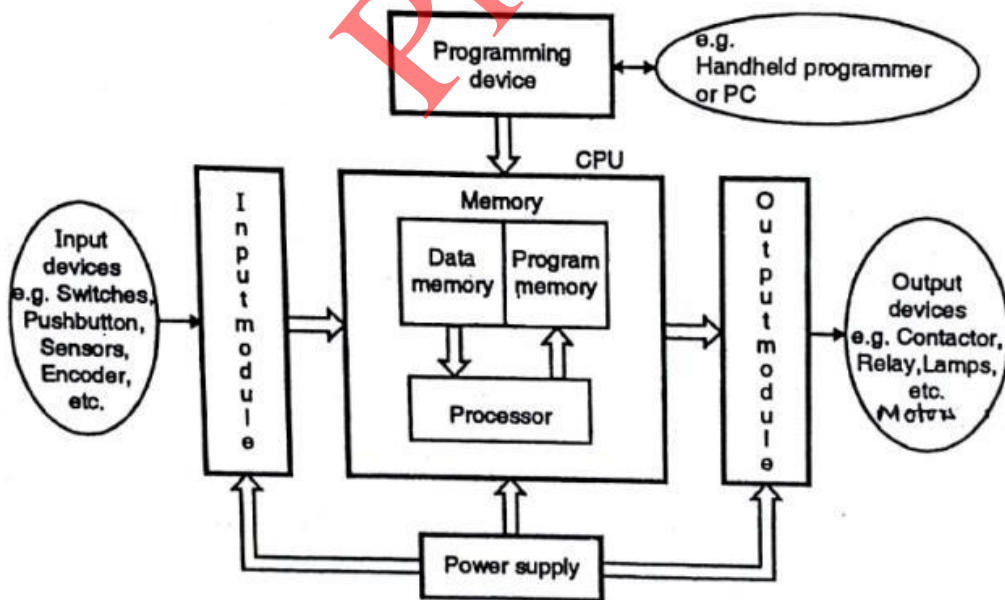 Programming
device
e.g.
Handheld programmer
or PC
CPU
Input module
Memory
Data
memory
Program
memory
Processor
Output module
Input
devices
e.g. Switches,
Pushbutton,
Sensors,
Encoder,
etc.
Output
devices
e.g. Contactor,
Relay, Lamps,
etc.
Motors
Power supply